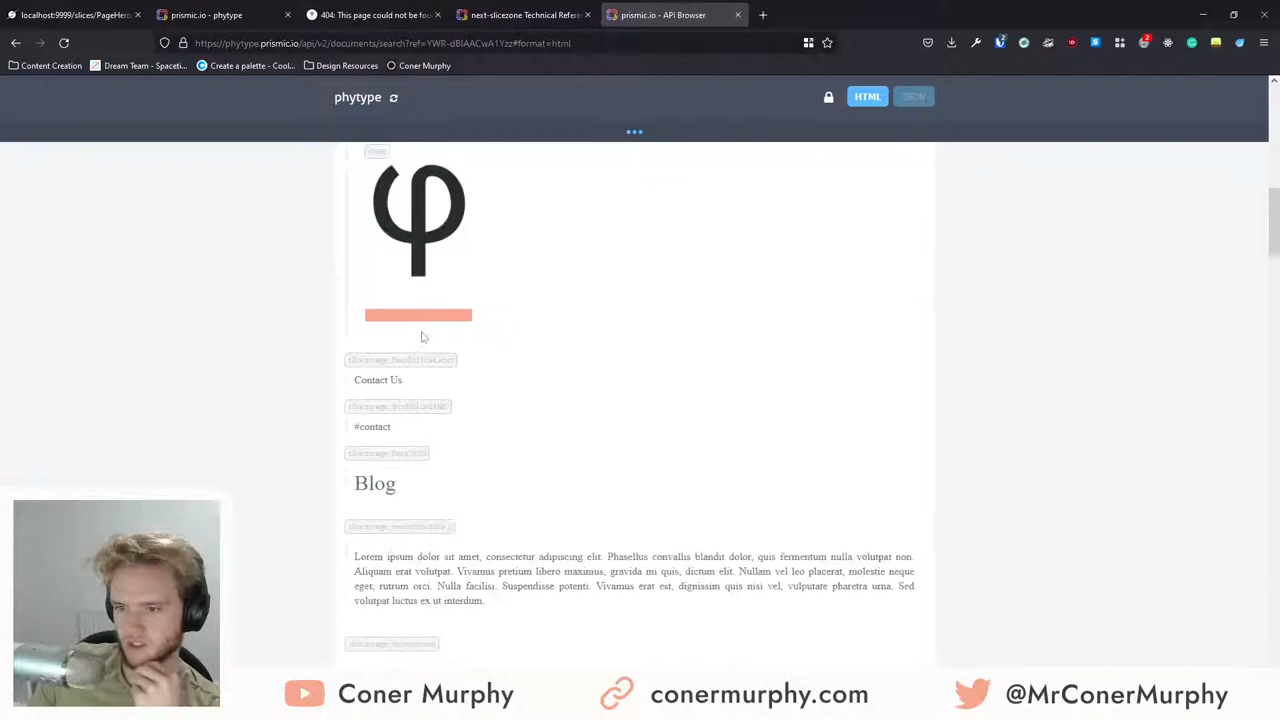 localhost:9999/slices/PageHero
prismic.io - phytype
404: This page could not be fou
next-slicezone Technical Refere
prismic.io - API Browser
https://phytype.prismic.io/api/v2/documents/search?ref=YWR-dBIAACwA1Yzz#format=html
Content Creation
Dream Team - Spaceti...
Create a palette - Cool...
Design Resources
Coner Murphy
phytype
HTML
JSON
φ
Contact Us
#contact
Blog
Lorem ipsum dolor sit amet, consectetur adipiscing elit. Phasellus convallis blandit dolor, quis fermentum nulla volutpat non.
Aliquam erat volutpat. Vivamus pretium libero maximus, gravida mi quis, dictum elit. Nullam vel leo placerat, molestie neque
eget, rutrum orci. Nulla facilisi. Suspendisse potenti. Vivamus erat est, dignissim quis nisi vel, vulputate pharetra urna. Sed
volutpat luctus ex ut interdum.
Coner Murphy
conermurphy.com
@MrConerMurphy